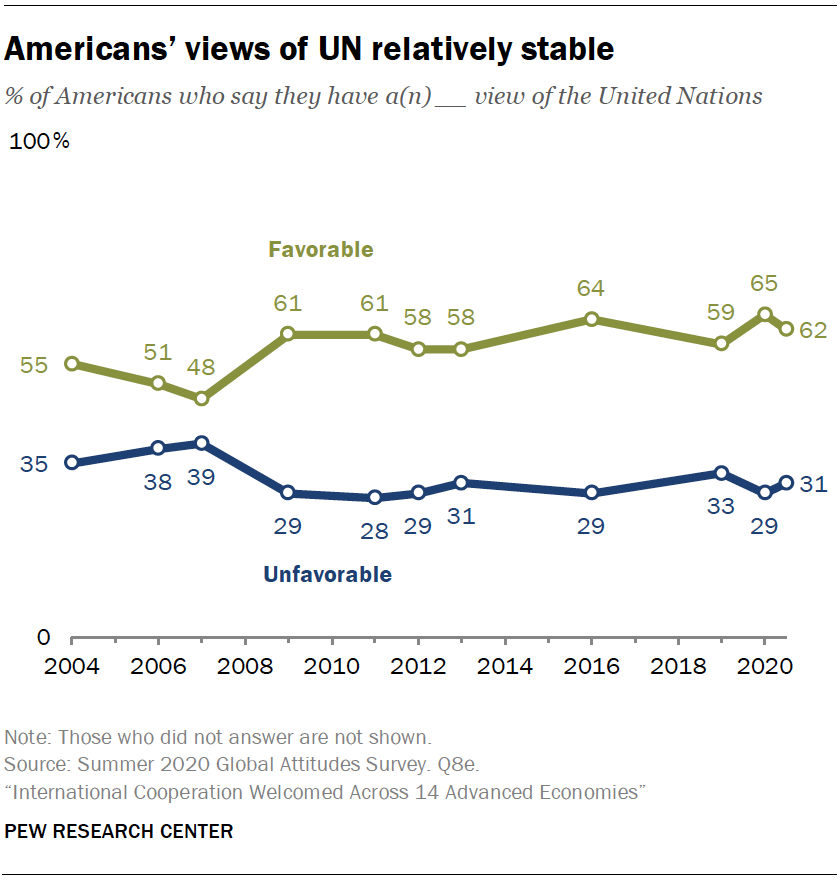 Americans' views of UN relatively stable
% of Americans who say they have a(n) __ view of the United Nations
100%
Favorable
55 51 48 61 61 58 58 64 59 65 62
35 38 39 29 28 29 31 29 33 29 31
Unfavorable
0
2004 2006 2008 2010 2012 2014 2016 2018 2020
Note: Those who did not answer are not shown.
Source: Summer 2020 Global Attitudes Survey. Q8e.
“International Cooperation Welcomed Across 14 Advanced Economies”
PEW RESEARCH CENTER